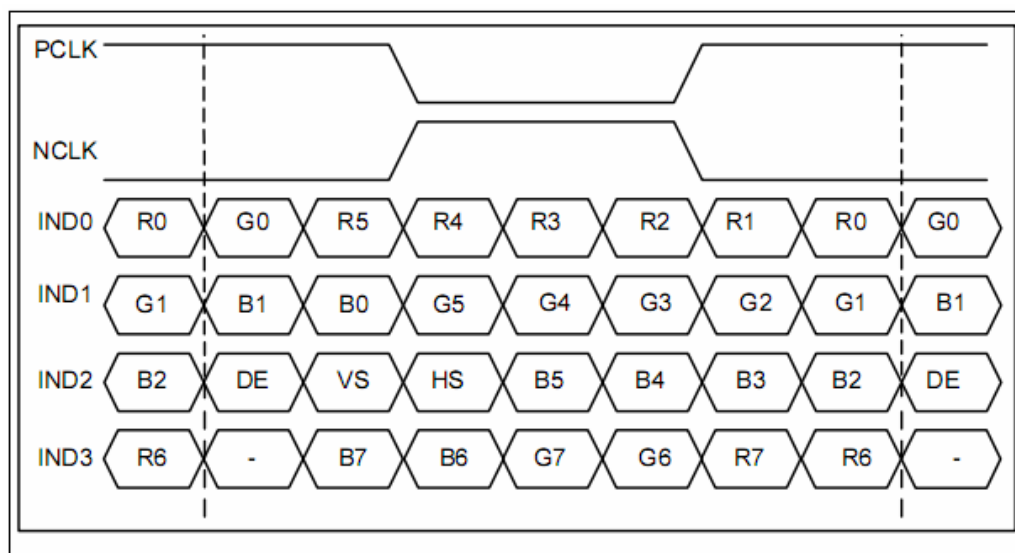 PCLK
NCLK
IND0 R0 G0 R5 R4 R3 R2 R1 R0 G0
IND1 G1 B1 B0 G5 G4 G3 G2 G1 B1
IND2 B2 DE VS HS B5 B4 B3 B2 DE
IND3 R6 - B7 B6 G7 G6 R7 R6 -